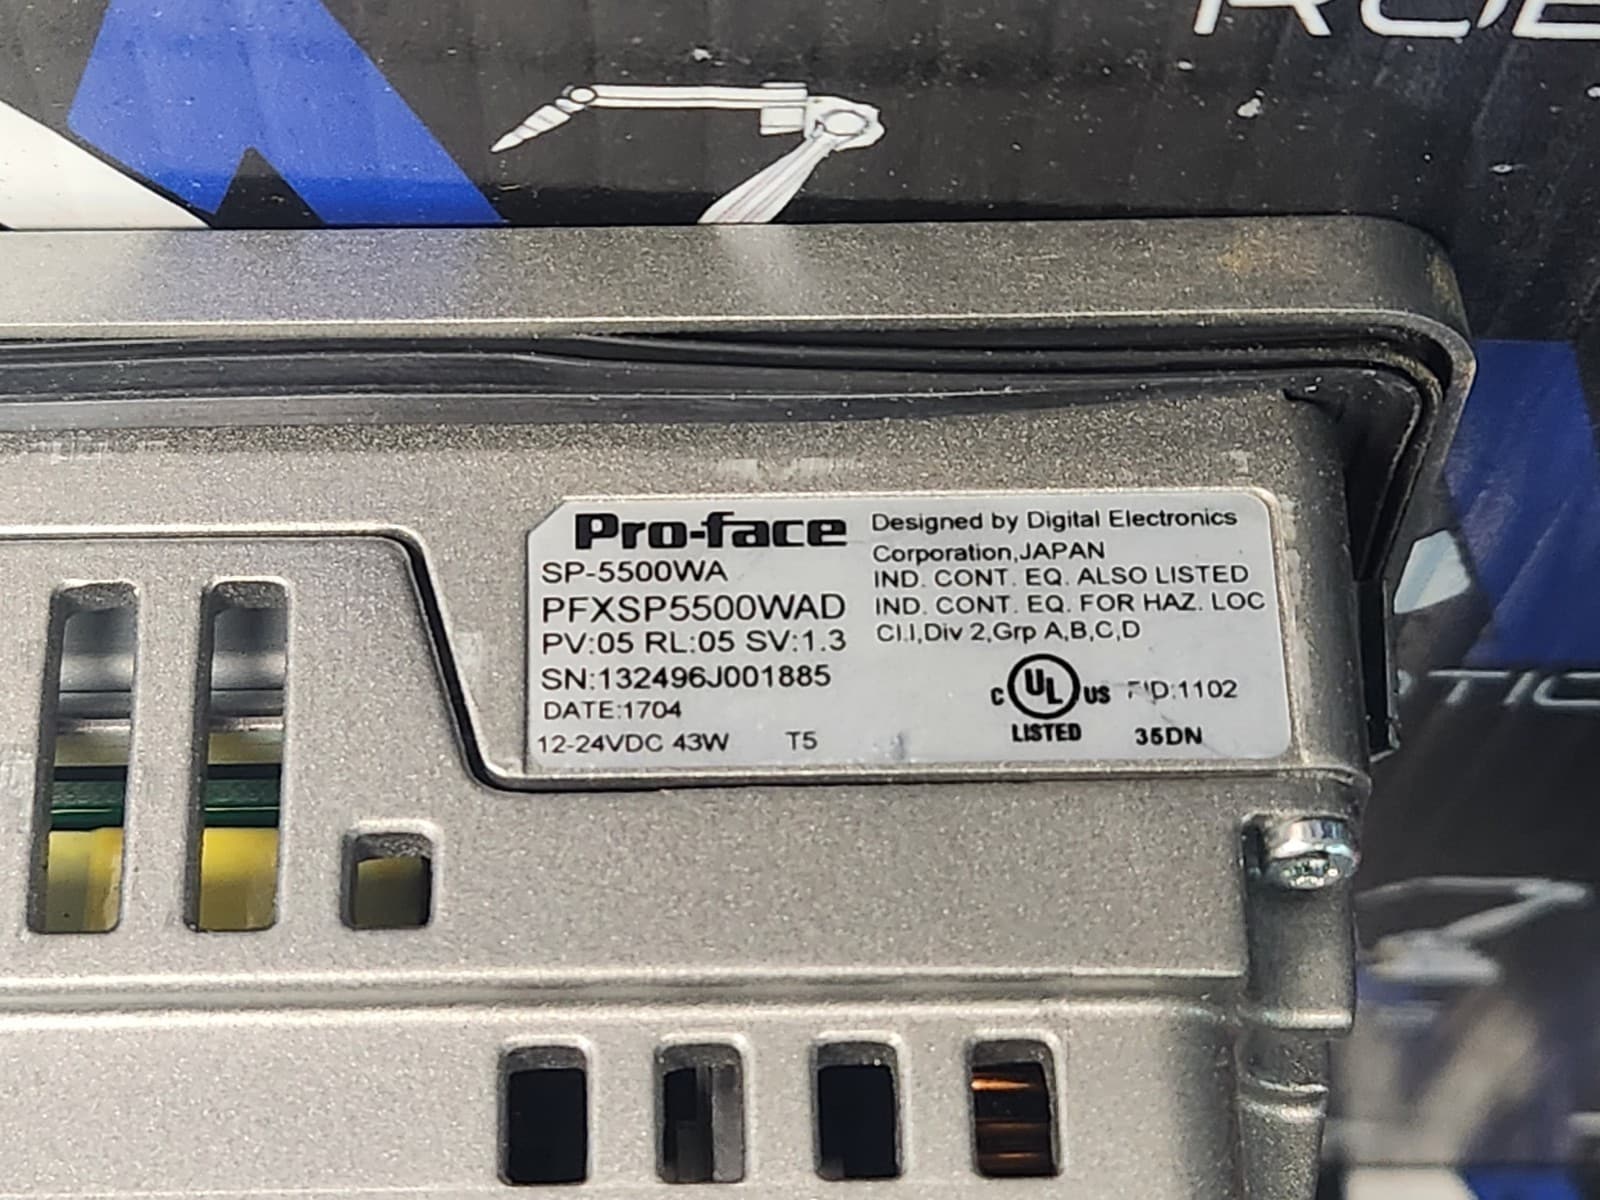 Pro-face
SP-5500WA
PFXSP5500WAD
PV:05 RL:05 SV:1.3
SN:132496J001885
DATE:1704
12-24VDC 43W T5
Designed by Digital Electronics
Corporation,JAPAN
IND. CONT. EQ. ALSO LISTED
IND. CONT. EQ. FOR HAZ. LOC
Cl.I,Div 2,Grp A,B,C,D
C UL US
LISTED
:1102
35DN